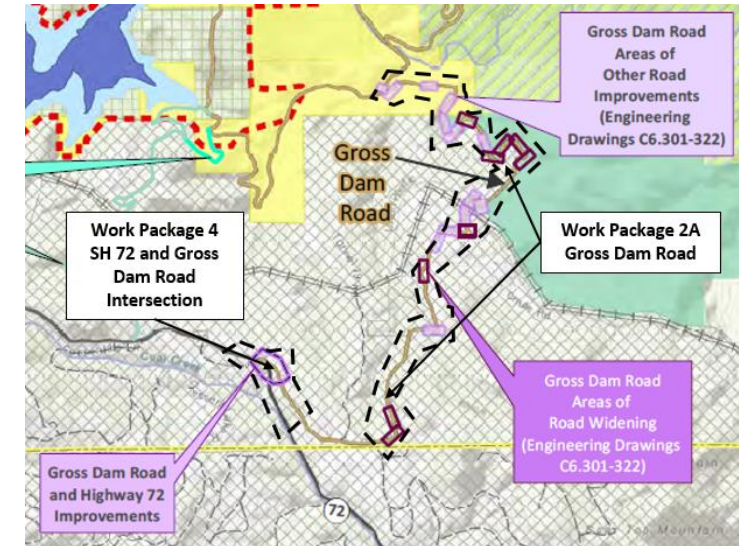 Gross Dam Road
Areas of
Other Road
Improvements
(Engineering
Drawings C6.301-322)
Gross
Dam
Road
Work Package 4
SH 72 and Gross
Dam Road
Intersection
Work Package 2A
Gross Dam Road
Gross Dam Road
Areas of
Road Widening
(Engineering Drawings
C6.301-322)
Gross Dam Road
and Highway 72
Improvements
72